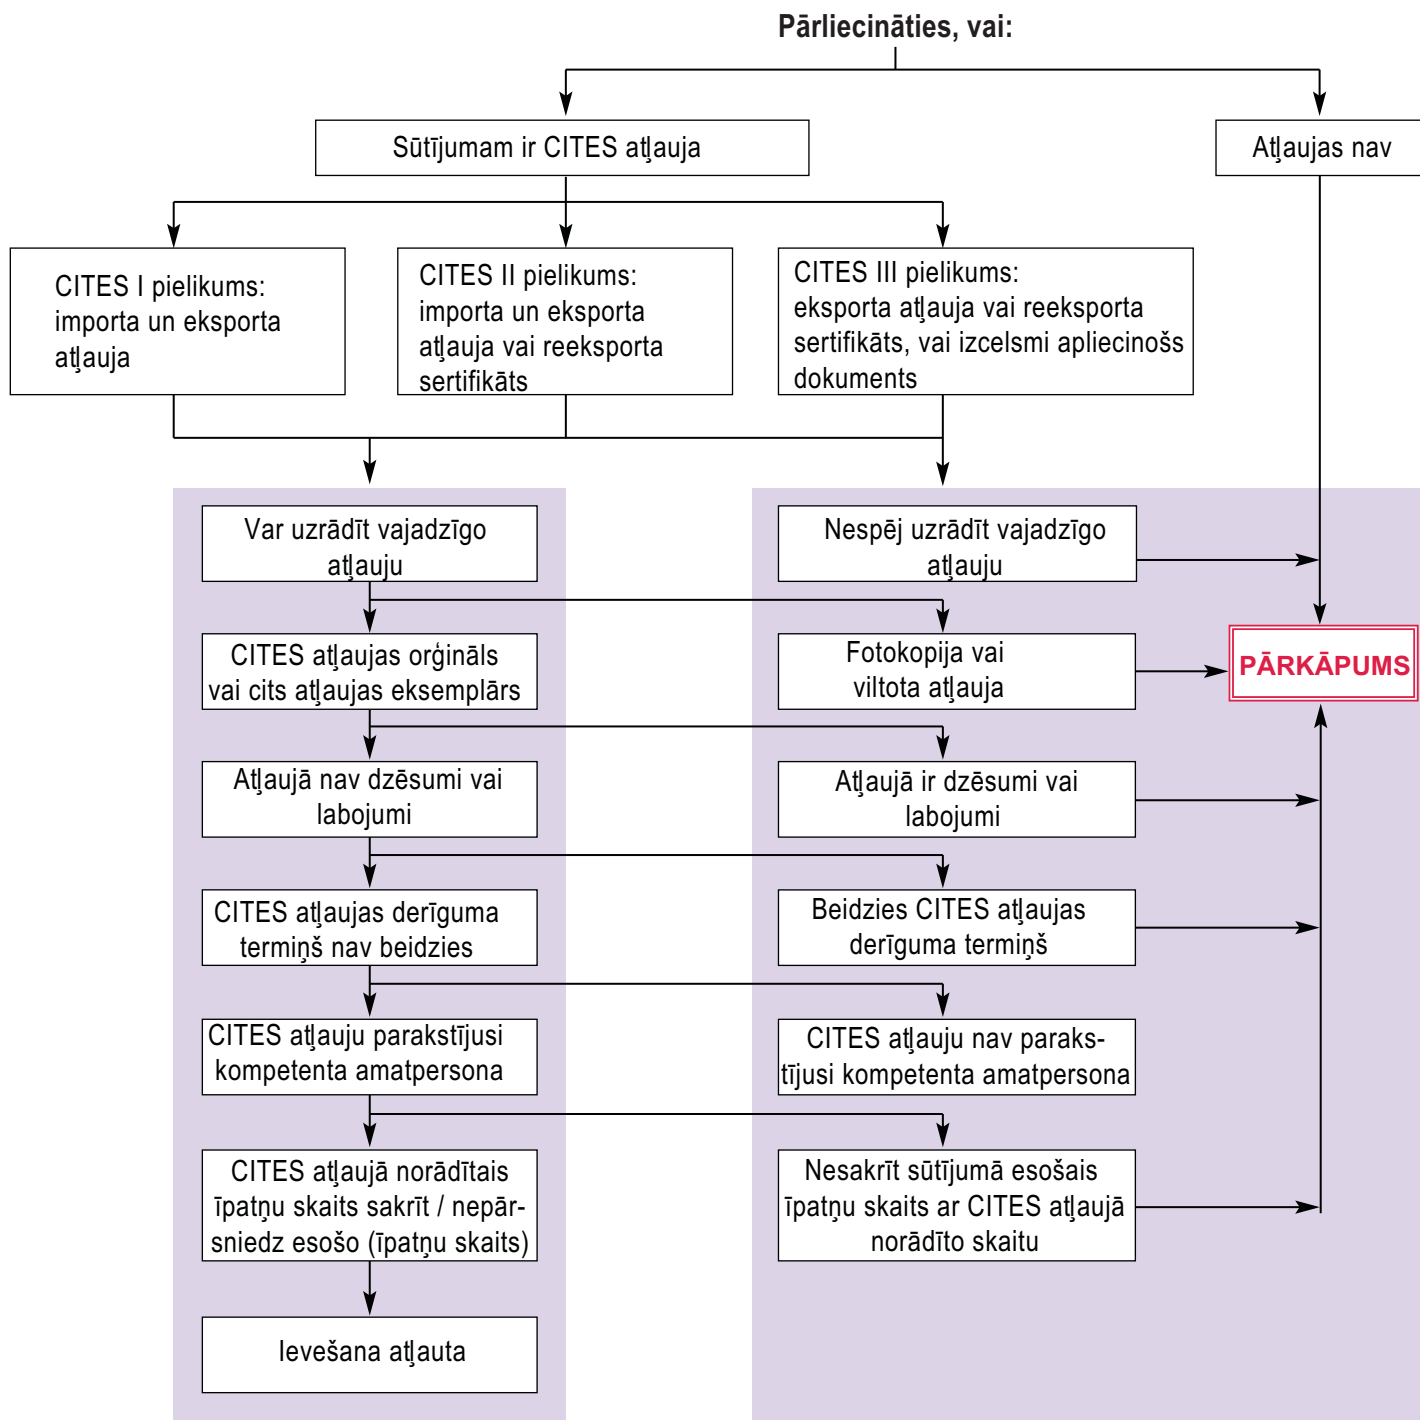 Pārliecināties, vai:
Sūtījumam ir CITES atļauja
Atļaujas nav
CITES I pielikums:
importa un eksporta
atļauja
CITES II pielikums:
importa un eksporta
atļauja vai reeksporta
sertifikāts
CITES III pielikums:
eksporta atļauja vai reeksporta
sertifikāts, vai izcelsmi apliecinošs
dokuments
Var uzrādīt vajadzīgo
atļauju
Nespēj uzrādīt vajadzīgo
atļauju
CITES atļaujas orģināls
vai cits atļaujas eksemplārs
Fotokopija vai
viltota atļauja
PĀRKĀPUMS
Atļaujā nav dzēsumi vai
labojumi
Atļaujā ir dzēsumi vai
labojumi
CITES atļaujas derīguma
termiņš nav beidzies
Beidzies CITES atļaujas
derīguma termiņš
CITES atļauju parakstījusi
kompetenta amatpersona
CITES atļauju nav paraks-
tījusi kompetenta amatpersona
CITES atļaujā norādītais
īpatņu skaits sakrīt / nepār-
sniedz esošo (īpatņu skaits)
Nesakrīt sūtījumā esošais
īpatņu skaits ar CITES atļaujā
norādīto skaitu
Ievešana atļauta